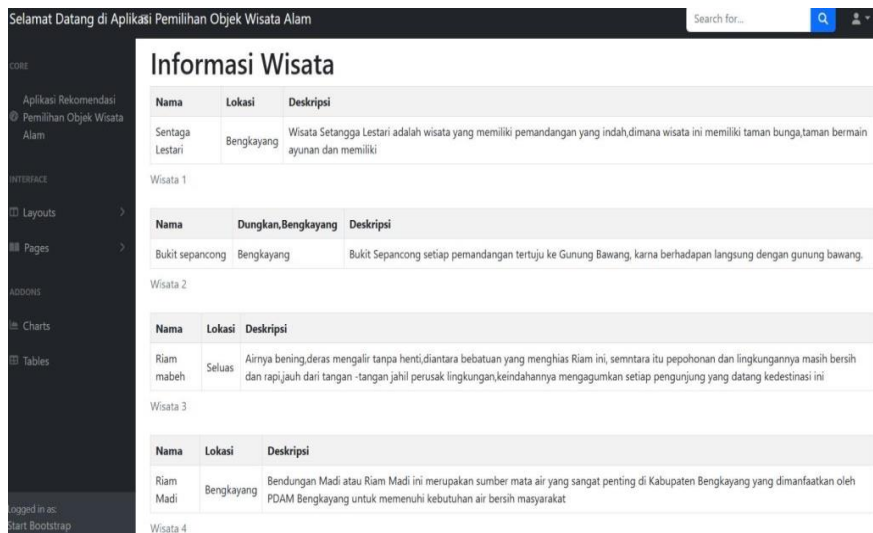 Selamat Datang di Aplikasi Pemilihan Objek Wisata Alam
Search for...
CORE
Aplikasi Rekomendasi
Pemilihan Objek Wisata
Alam
INTERFACE
Layouts
Pages
ADDONS
Charts
Tables
Logged in as:
Start Bootstrap
Informasi Wisata
Nama Lokasi Deskripsi
Sentaga Lestari Bengkayang Wisata Setangga Lestari adalah wisata yang memiliki pemandangan yang indah,dimana wisata ini memiliki taman bunga,taman bermain
ayunan dan memiliki
Wisata 1
Nama Dungkan,Bengkayang Deskripsi
Bukit sepancong Bengkayang Bukit Sepancong setiap pemandangan tertuju ke Gunung Bawang, karna berhadapan langsung dengan gunung bawang.
Wisata 2
Nama Lokasi Deskripsi
Riam mabeh Seluas Airnya bening,deras mengalir tanpa henti,diantara bebatuan yang menghias Riam ini, semntara itu pepohonan dan lingkungannya masih bersih
dan rapi,jauh dari tangan -tangan jahil perusak lingkungan,keindahannya mengagumkan setiap pengunjung yang datang kedestinasi ini
Wisata 3
Nama Lokasi Deskripsi
Riam Madi Bengkayang Bendungan Madi atau Riam Madi ini merupakan sumber mata air yang sangat penting di Kabupaten Bengkayang yang dimanfaatkan oleh
PDAM Bengkayang untuk memenuhi kebutuhan air bersih masyarakat
Wisata 4